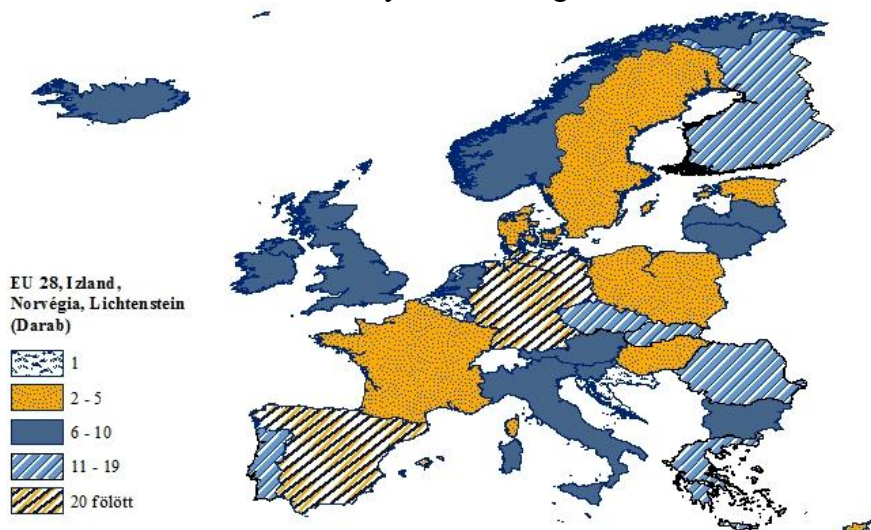 EU 28, Izland,
Norvégia, Lichtenstein
(Darab)
1
2 - 5
6 - 10
11 - 19
20 fölött